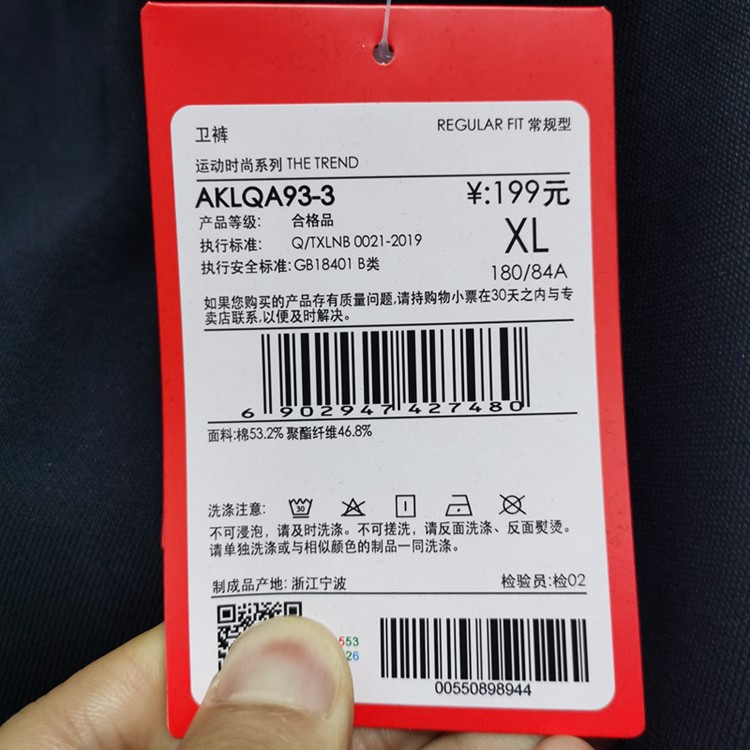 卫裤
REGULAR FIT 常规型
运动时尚系列 THE TREND
AKLQA93-3
¥:199元
产品等级: 合格品
XL
执行标准: Q/TXLNB 0021-2019
执行安全标准:GB18401 B类
180/84A
如果您购买的产品存有质量问题,请持购物小票在30天之内与专
卖店联系,以便及时解决。
6 902947 427480
面料:棉53.2% 聚酯纤维46.8%
洗涤注意: 30
不可浸泡，请及时洗涤。不可搓洗，请反面洗涤、反面熨烫。
请单独洗涤或与相似颜色的制品一同洗涤。
制成品产地: 浙江宁波
检验员:检02
553
26
00550898944